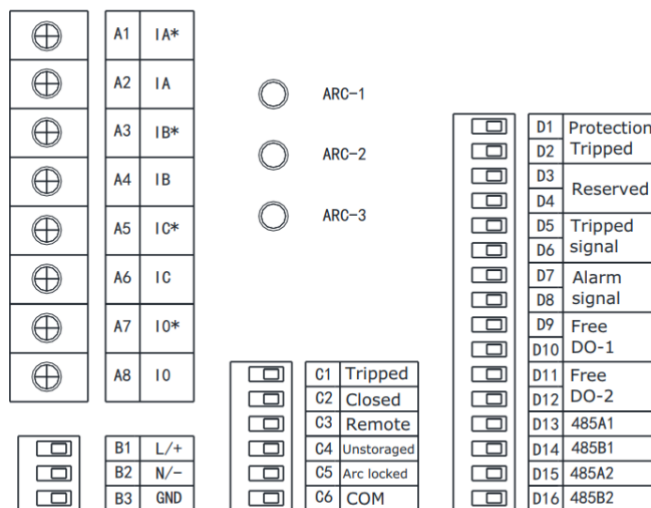 A1 IA*
A2 IA
A3 IB*
A4 IB
A5 IC*
A6 IC
A7 IO*
A8 IO
B1 L/+
B2 N/-
B3 GND
ARC-1
ARC-2
ARC-3
C1 Tripped
C2 Closed
C3 Remote
C4 Unstoraged
C5 Arc locked
C6 COM
D1 Protection
D2 Tripped
D3
D4
Reserved
D5 Tripped
D6 signal
D7 Alarm
D8 signal
D9 Free
D10 DO-1
D11 Free
D12 DO-2
D13 485A1
D14 485B1
D15 485A2
D16 485B2